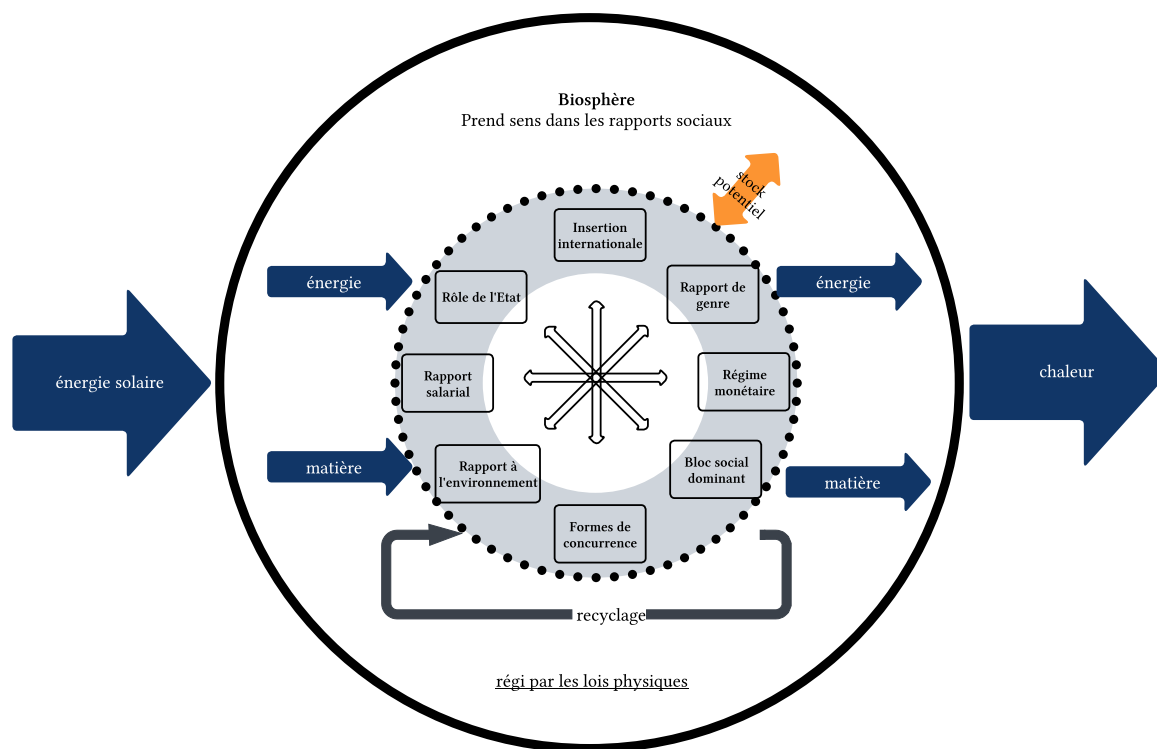 Biosphère
Prend sens dans les rapports sociaux
stock
potentiel
Insertion
internationale
énergie
Rôle de l'Etat
Rapport de
genre
énergie
énergie solaire
Rapport
salarial
Régime
monétaire
chaleur
matière
Rapport à
l'environnement
Bloc social
dominant
matière
Formes de
concurrence
recyclage
régi par les lois physiques